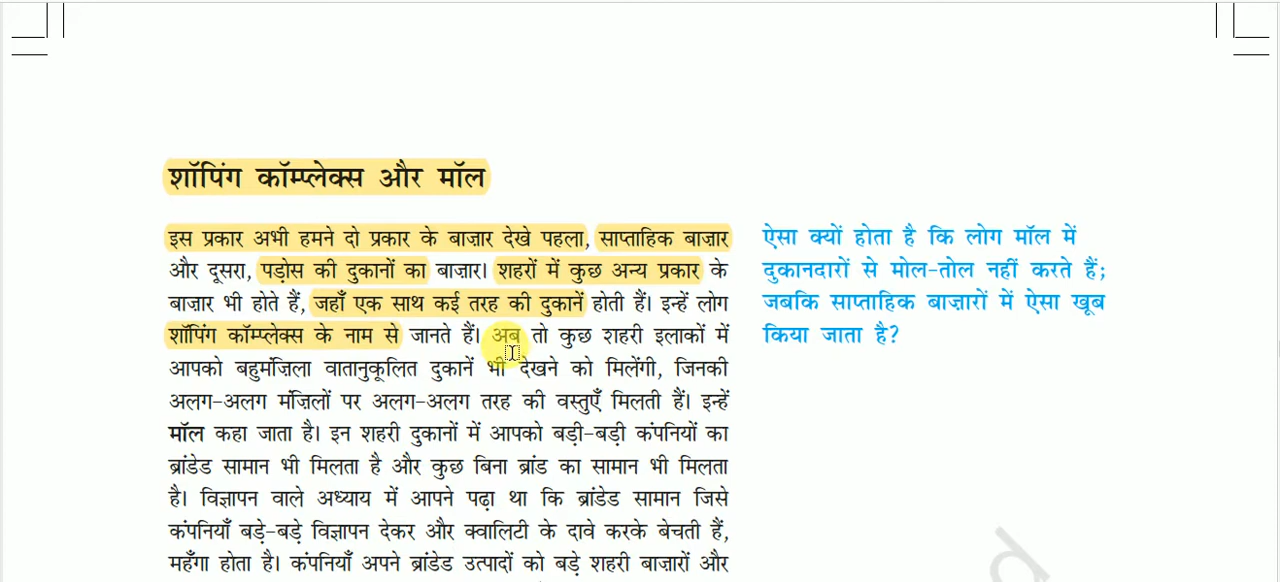 शॉपिंग कॉम्प्लेक्स और मॉल
इस प्रकार अभी हमने दो प्रकार के बाज़ार देखे पहला, साप्ताहिक बाज़ार
और दूसरा, पड़ोस की दुकानों का बाज़ार। शहरों में कुछ अन्य प्रकार के
बाज़ार भी होते हैं, जहाँ एक साथ कई तरह की दुकानें होती हैं। इन्हें लोग
शॉपिंग कॉम्प्लेक्स के नाम से जानते हैं। अब तो कुछ शहरी इलाकों में
आपको बहुमंज़िला वातानुकूलित दुकानें भी देखने को मिलेंगी, जिनकी
अलग-अलग मंज़िलों पर अलग-अलग तरह की वस्तुएँ मिलती हैं। इन्हें
मॉल कहा जाता है। इन शहरी दुकानों में आपको बड़ी-बड़ी कंपनियों का
ब्रांडेड सामान भी मिलता है और कुछ बिना ब्रांड का सामान भी मिलता
है। विज्ञापन वाले अध्याय में आपने पढ़ा था कि ब्रांडेड सामान जिसे
कंपनियाँ बड़े-बड़े विज्ञापन देकर और क्वालिटी के दावे करके बेचती हैं,
महँगा होता है। कंपनियाँ अपने ब्रांडेड उत्पादों को बड़े शहरी बाज़ारों और
ऐसा क्यों होता है कि लोग मॉल में
दुकानदारों से मोल-तोल नहीं करते हैं;
जबकि साप्ताहिक बाज़ारों में ऐसा खूब
किया जाता है?
d